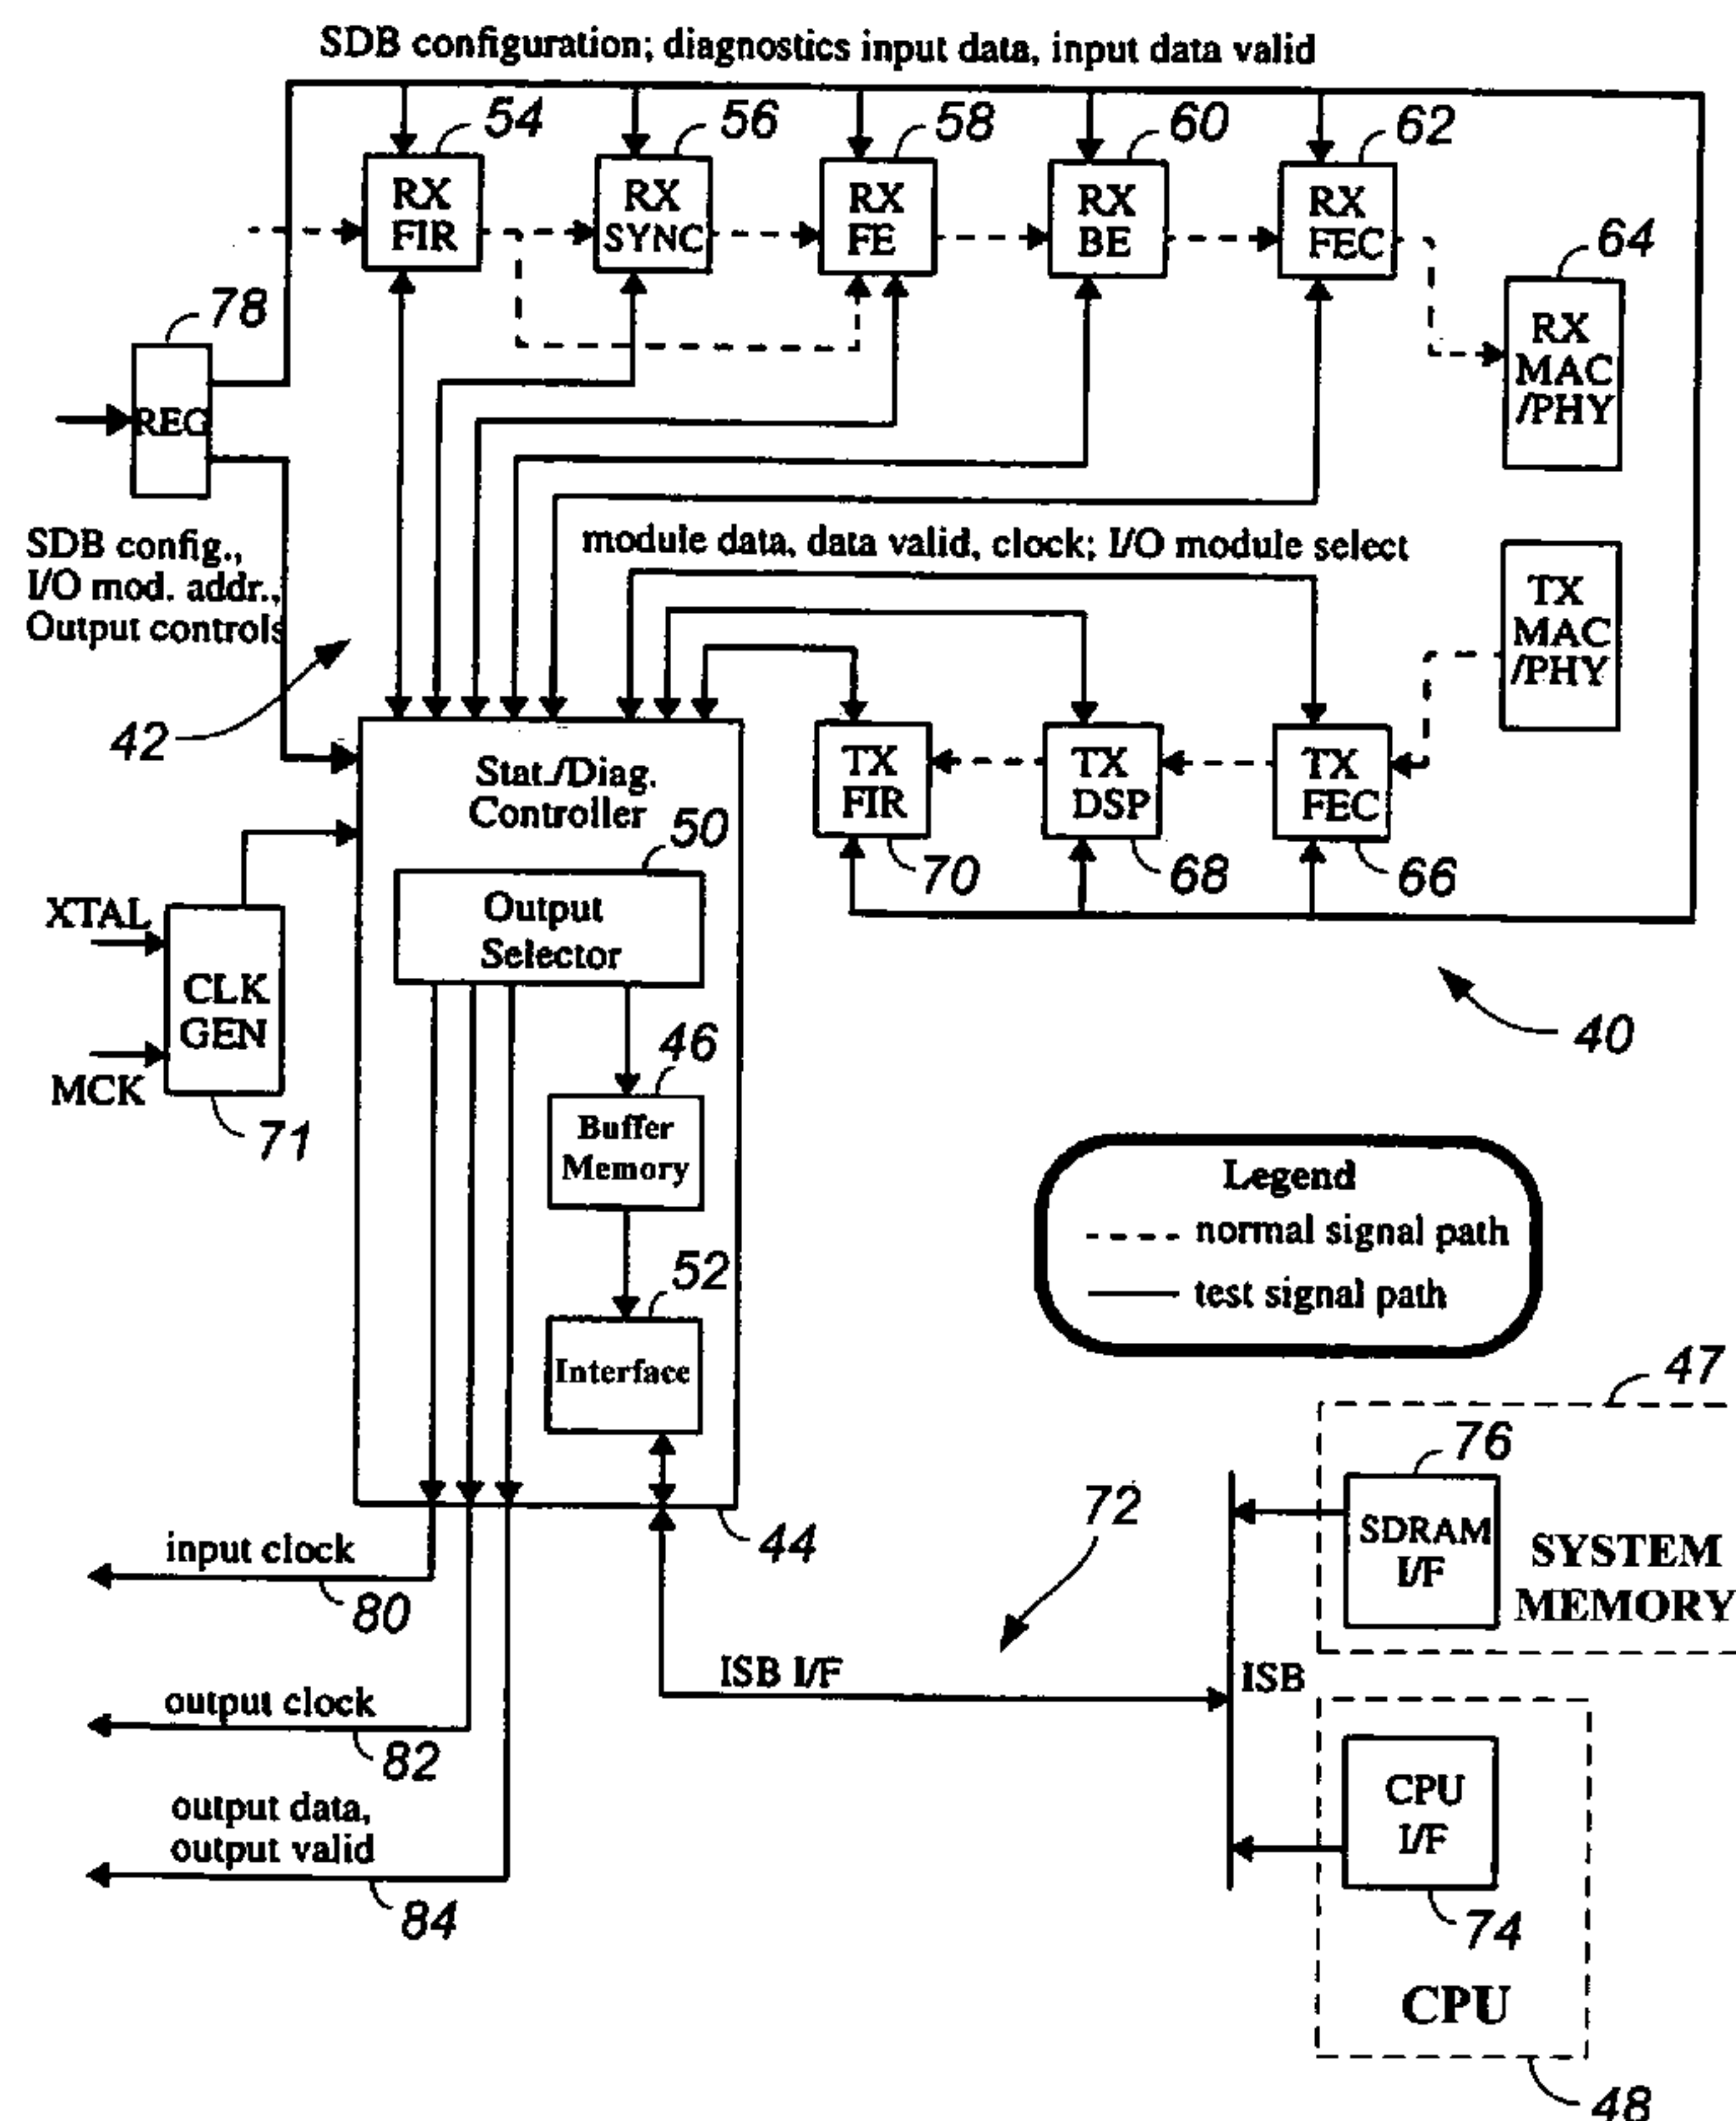 SDB configuration; diagnostics input data, input data valid
54
56
58
60
62
RX
FIR
RX
SYNC
RX
FE
RX
BE
RX
FEC
64
RX
MAC
/PHY
78
REG
SDB config.,
I/O mod. addr.,
Output controls
module data, data valid, clock; I/O module select
TX
MAC
/PHY
42
Stat./Diag.
Controller
TX
FIR
TX
DSP
TX
FEC
70
68
66
50
Output
Selector
XTAL
CLK
GEN
MCK
71
40
46
Buffer
Memory
Legend
normal signal path
test signal path
52
Interface
47
76
SDRAM
I/F
SYSTEM
MEMORY
72
44
input clock
80
ISB I/F
ISB
output clock
82
CPU
I/F
output data,
output valid
84
74
CPU
48